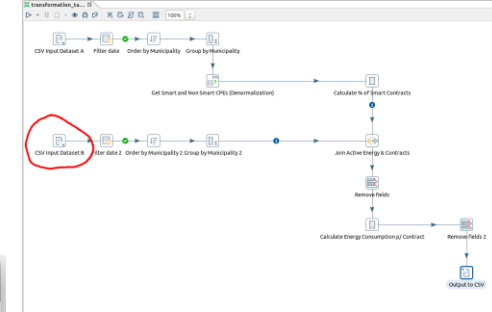 transformation_ta...
100%
CSV Input Dataset A
Filter date
Order by Municipality
Group by Municipality
Get Smart and Non Smart CPEs (Denormalization)
Calculate % of Smart Contracts
CSV Input Dataset B
Filter date 2
Order by Municipality 2
Group by Municipality 2
Join Active Energy & Contracts
Remove fields
Calculate Energy Consumption p/ Contract
Remove fields 2
Output to CSV